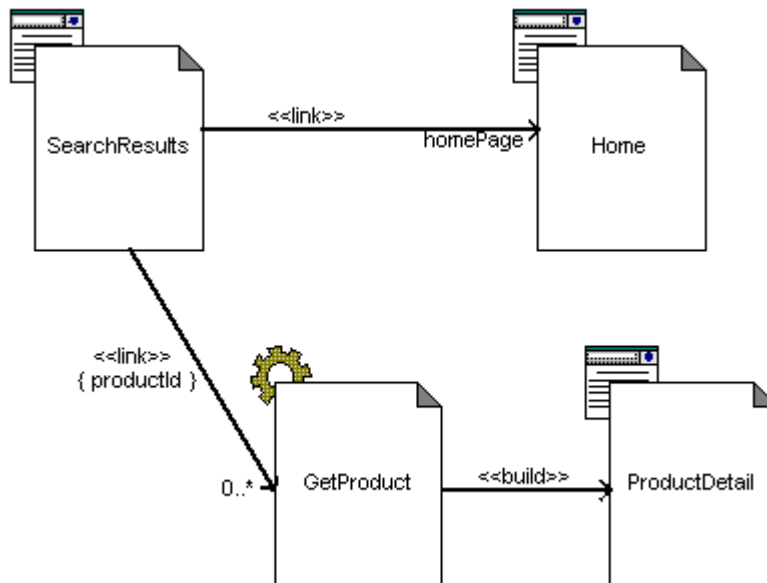 <<link>>
SearchResults
homePage
Home
<<link>>
{ productId }
0..*
GetProduct
<<build>>
ProductDetail